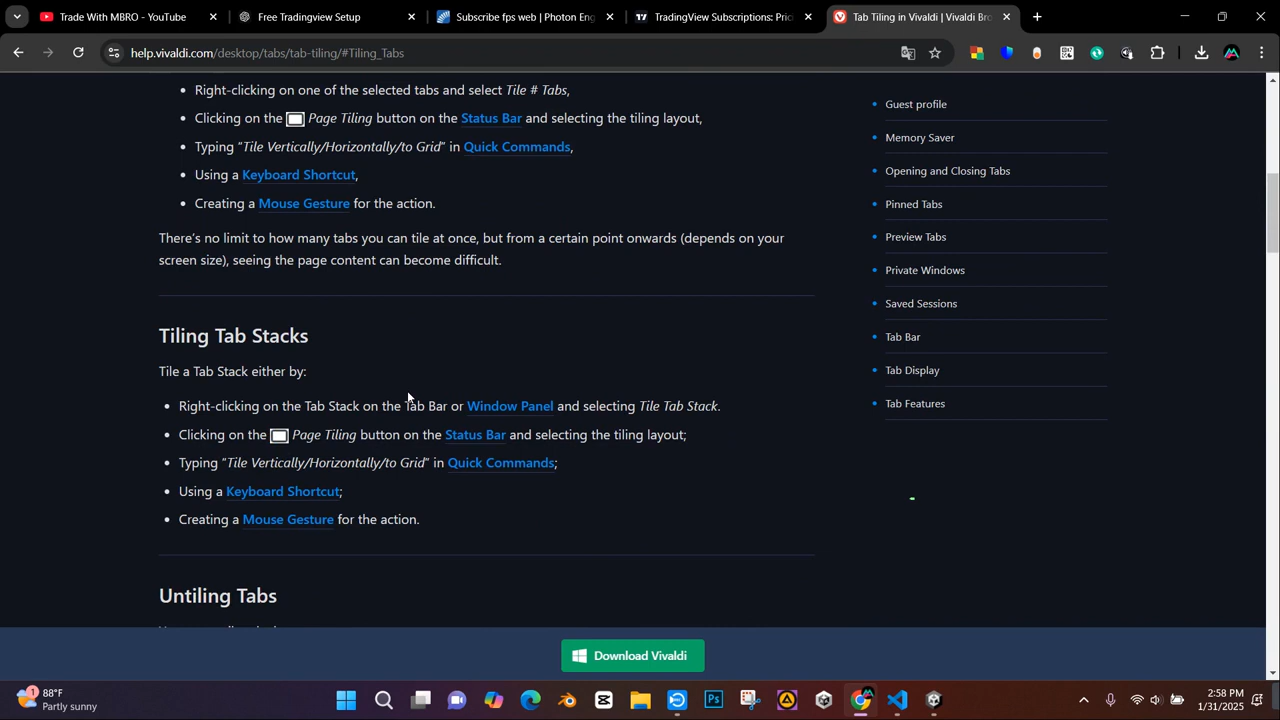 Trade With MBRO - YouTube
Free Tradingview Setup
Subscribe fps web | Photon Eng
TradingView Subscriptions: Pric
Tab Tiling in Vivaldi | Vivaldi Bro
help.vivaldi.com/desktop/tabs/tab-tiling/#Tiling_Tabs
Right-clicking on one of the selected tabs and select Tile # Tabs,
Clicking on the Page Tiling button on the Status Bar and selecting the tiling layout,
Typing “Tile Vertically/Horizontally/to Grid” in Quick Commands,
Using a Keyboard Shortcut,
Creating a Mouse Gesture for the action.
There’s no limit to how many tabs you can tile at once, but from a certain point onwards (depends on your
screen size), seeing the page content can become difficult.
Tiling Tab Stacks
Tile a Tab Stack either by:
Right-clicking on the Tab Stack on the Tab Bar or Window Panel and selecting Tile Tab Stack.
Clicking on the Page Tiling button on the Status Bar and selecting the tiling layout;
Typing “Tile Vertically/Horizontally/to Grid” in Quick Commands;
Using a Keyboard Shortcut;
Creating a Mouse Gesture for the action.
Untiling Tabs
Guest profile
Memory Saver
Opening and Closing Tabs
Pinned Tabs
Preview Tabs
Private Windows
Saved Sessions
Tab Bar
Tab Display
Tab Features
Download Vivaldi
1
88°F
Partly sunny
Ps
2:58 PM
1/31/2025